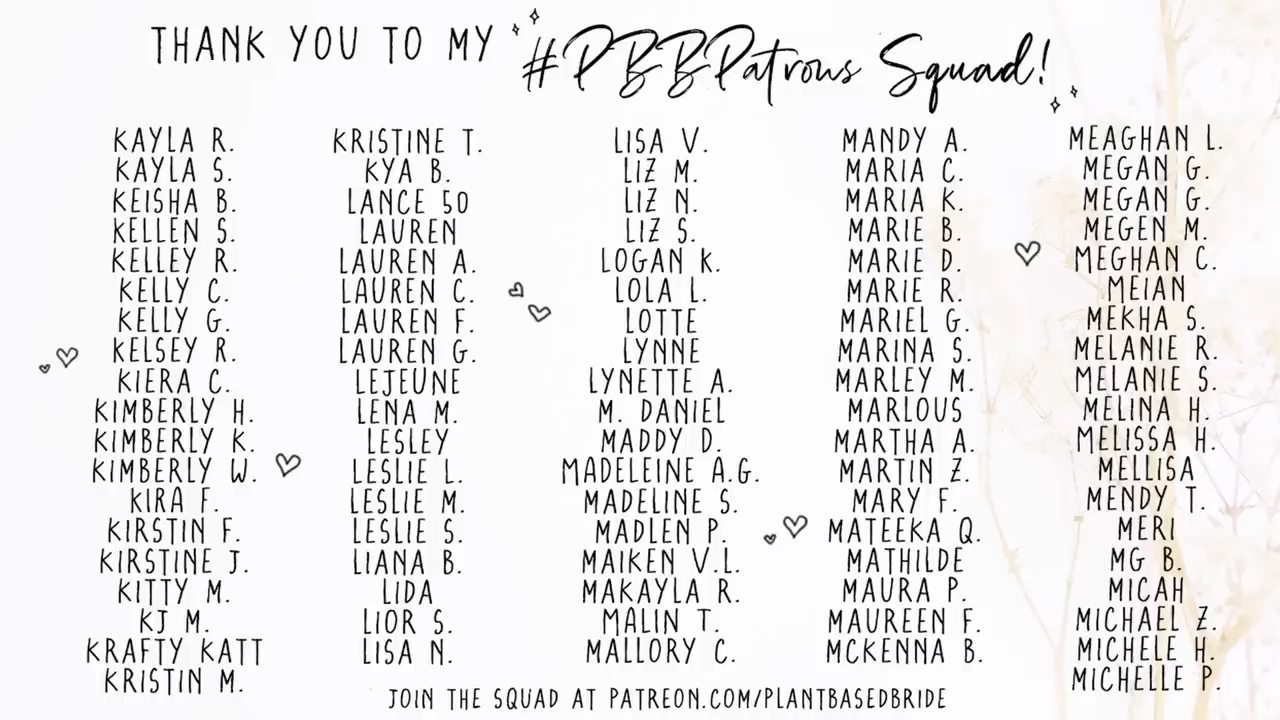 THANK YOU TO MY #PBBPatrons Squad!
KAYLA R.
KAYLA S.
KEISHA B.
KELLEN S.
KELLEY R.
KELLY C.
KELLY G.
KELSEY R.
KIERA C.
KIMBERLY H.
KIMBERLY K.
KIMBERLY W.
KIRA F.
KIRSTIN F.
KIRSTINE J.
KITTY M.
KJ M.
KRAFTY KATT
KRISTIN M.
KRISTINE T.
KYA B.
LANCE 50
LAUREN
LAUREN A.
LAUREN C.
LAUREN F.
LAUREN G.
LEJEUNE
LENA M.
LESLEY
LESLIE L.
LESLIE M.
LESLIE S.
LIANA B.
LIDA
LIOR S.
LISA N.
LISA V.
LIZ M.
LIZ N.
LIZ S.
LOGAN K.
LOLA L.
LOTTE
LYNNE
LYNETTE A.
M. DANIEL
MADDY D.
MADELEINE A.G.
MADELINE S.
MADLEN P.
MAIKEN V.L.
MAKAYLA R.
MALIN T.
MALLORY C.
MANDY A.
MARIA C.
MARIA K.
MARIE B.
MARIE D.
MARIE R.
MARIEL G.
MARINA S.
MARLEY M.
MARLOUS
MARTHA A.
MARTIN Z.
MARY F.
MATEEKA Q.
MATHILDE
MAURA P.
MAUREEN F.
MCKENNA B.
MEAGHAN L.
MEGAN G.
MEGAN G.
MEGEN M.
MEGHAN C.
MEIAN
MEKHA S.
MELANIE R.
MELANIE S.
MELINA H.
MELISSA H.
MELLISA
MENDY T.
MERI
MG B.
MICAH
MICHAEL Z.
MICHELE H.
MICHELLE P.
JOIN THE SQUAD AT PATREON.COM/PLANTBASEDBRIDE